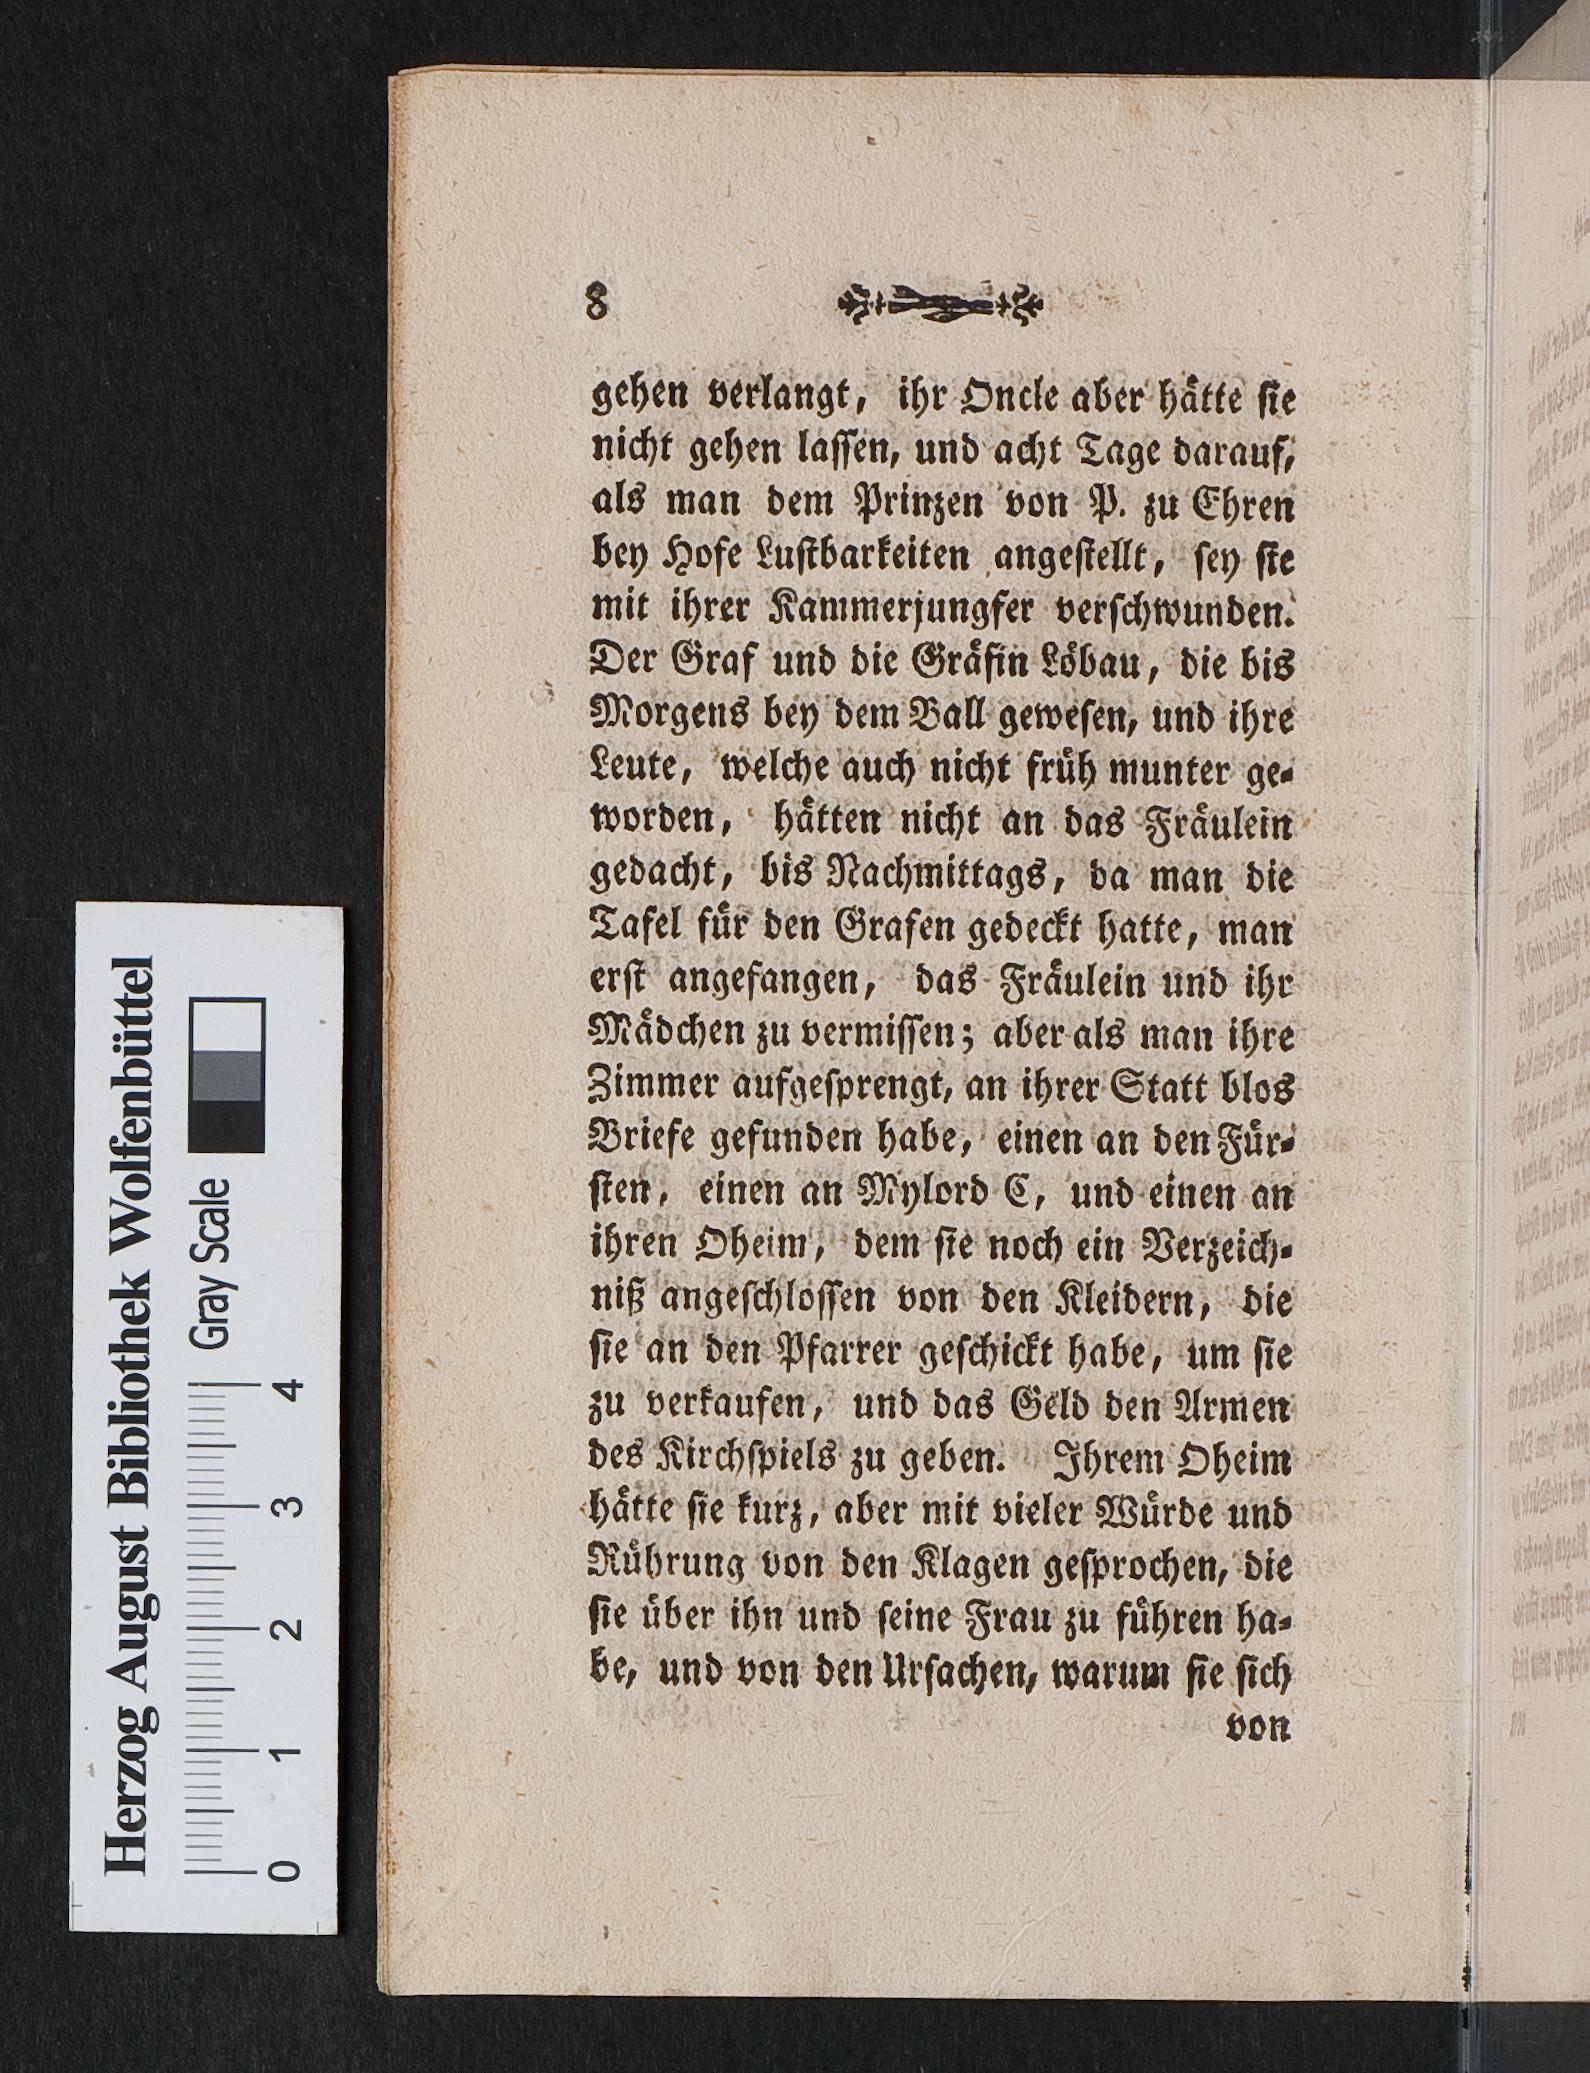 8
gehen verlangt, ihr Oncle aber hätte ſie
nicht gehen laſſen, und acht Tage darauf,
als man dem Prinzen von P. zu Ehren
bey Hofe Luſtbarkeiten angeſtellt, ſey ſie
mit ihrer Kammerjungfer verſchwunden.
Der Graf und die Gräfin Löbau, die bis
Morgens bey dem Ball geweſen, und ihre
Leute, welche auch nicht früh munter ge-
worden, hätten nicht an das Fräulein
gedacht, bis Nachmittags, da man die
Tafel für den Grafen gedeckt hatte, man
erſt angefangen, das Fräulein und ihr
Mädchen zu vermiſſen; aber als man ihre
Zimmer aufgeſprengt, an ihrer Statt blos
Briefe gefunden habe, einen an den Für-
ſten, einen an Mylord C, und einen an
ihren Oheim, dem ſie noch ein Verzeich-
niß angeſchloſſen von den Kleidern, die
ſie an den Pfarrer geſchickt habe, um ſie
zu verkaufen, und das Geld den Armen
des Kirchſpiels zu geben. Ihrem Oheim
hätte ſie kurz, aber mit vieler Würde und
Rührung von den Klagen geſprochen, die
ſie über ihn und ſeine Frau zu führen ha-
be, und von den Urſachen, warum ſie ſich
von
Herzog August Bibliothek Wolfenbüttel
Gray Scale
0 1 2 3 4